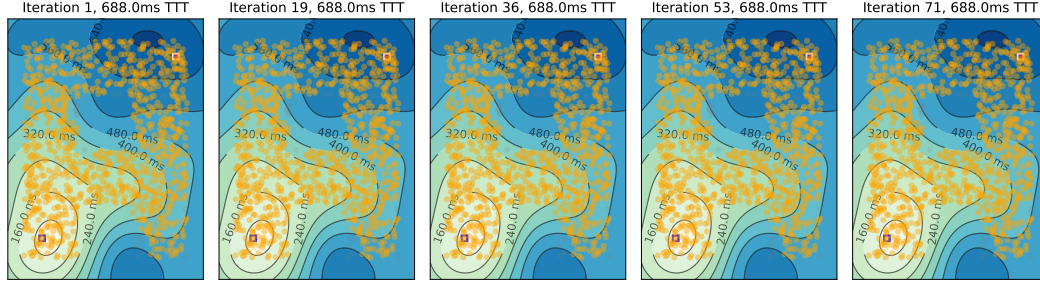 Iteration 1, 688.0ms TTT
Iteration 19, 688.0ms TTT
Iteration 36, 688.0ms TTT
Iteration 53, 688.0ms TTT
Iteration 71, 688.0ms TTT
320.0 ms
480.0 ms
400.0 ms
160.0 ms
240.0 ms
320.0 ms
480.0 ms
400.0 ms
160.0 ms
240.0 ms
320.0 ms
480.0 ms
400.0 ms
160.0 ms
240.0 ms
320.0 ms
480.0 ms
400.0 ms
160.0 ms
240.0 ms
320.0 ms
480.0 ms
400.0 ms
160.0 ms
240.0 ms